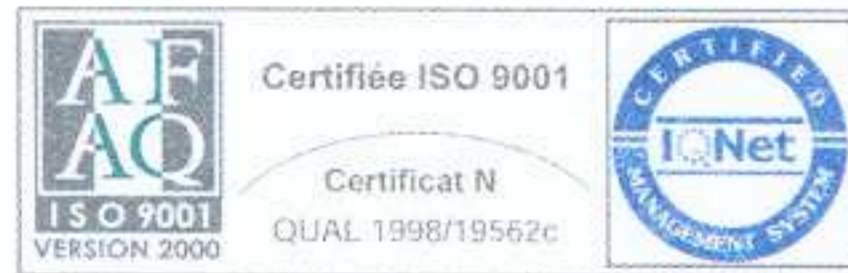 AF
AQ
ISO 9001
VERSION 2000
Certifiée ISO 9001
Certificat N
QUAL 1998/19562c
CERTIFIED
IQNet
MANAGEMENT SYSTEM